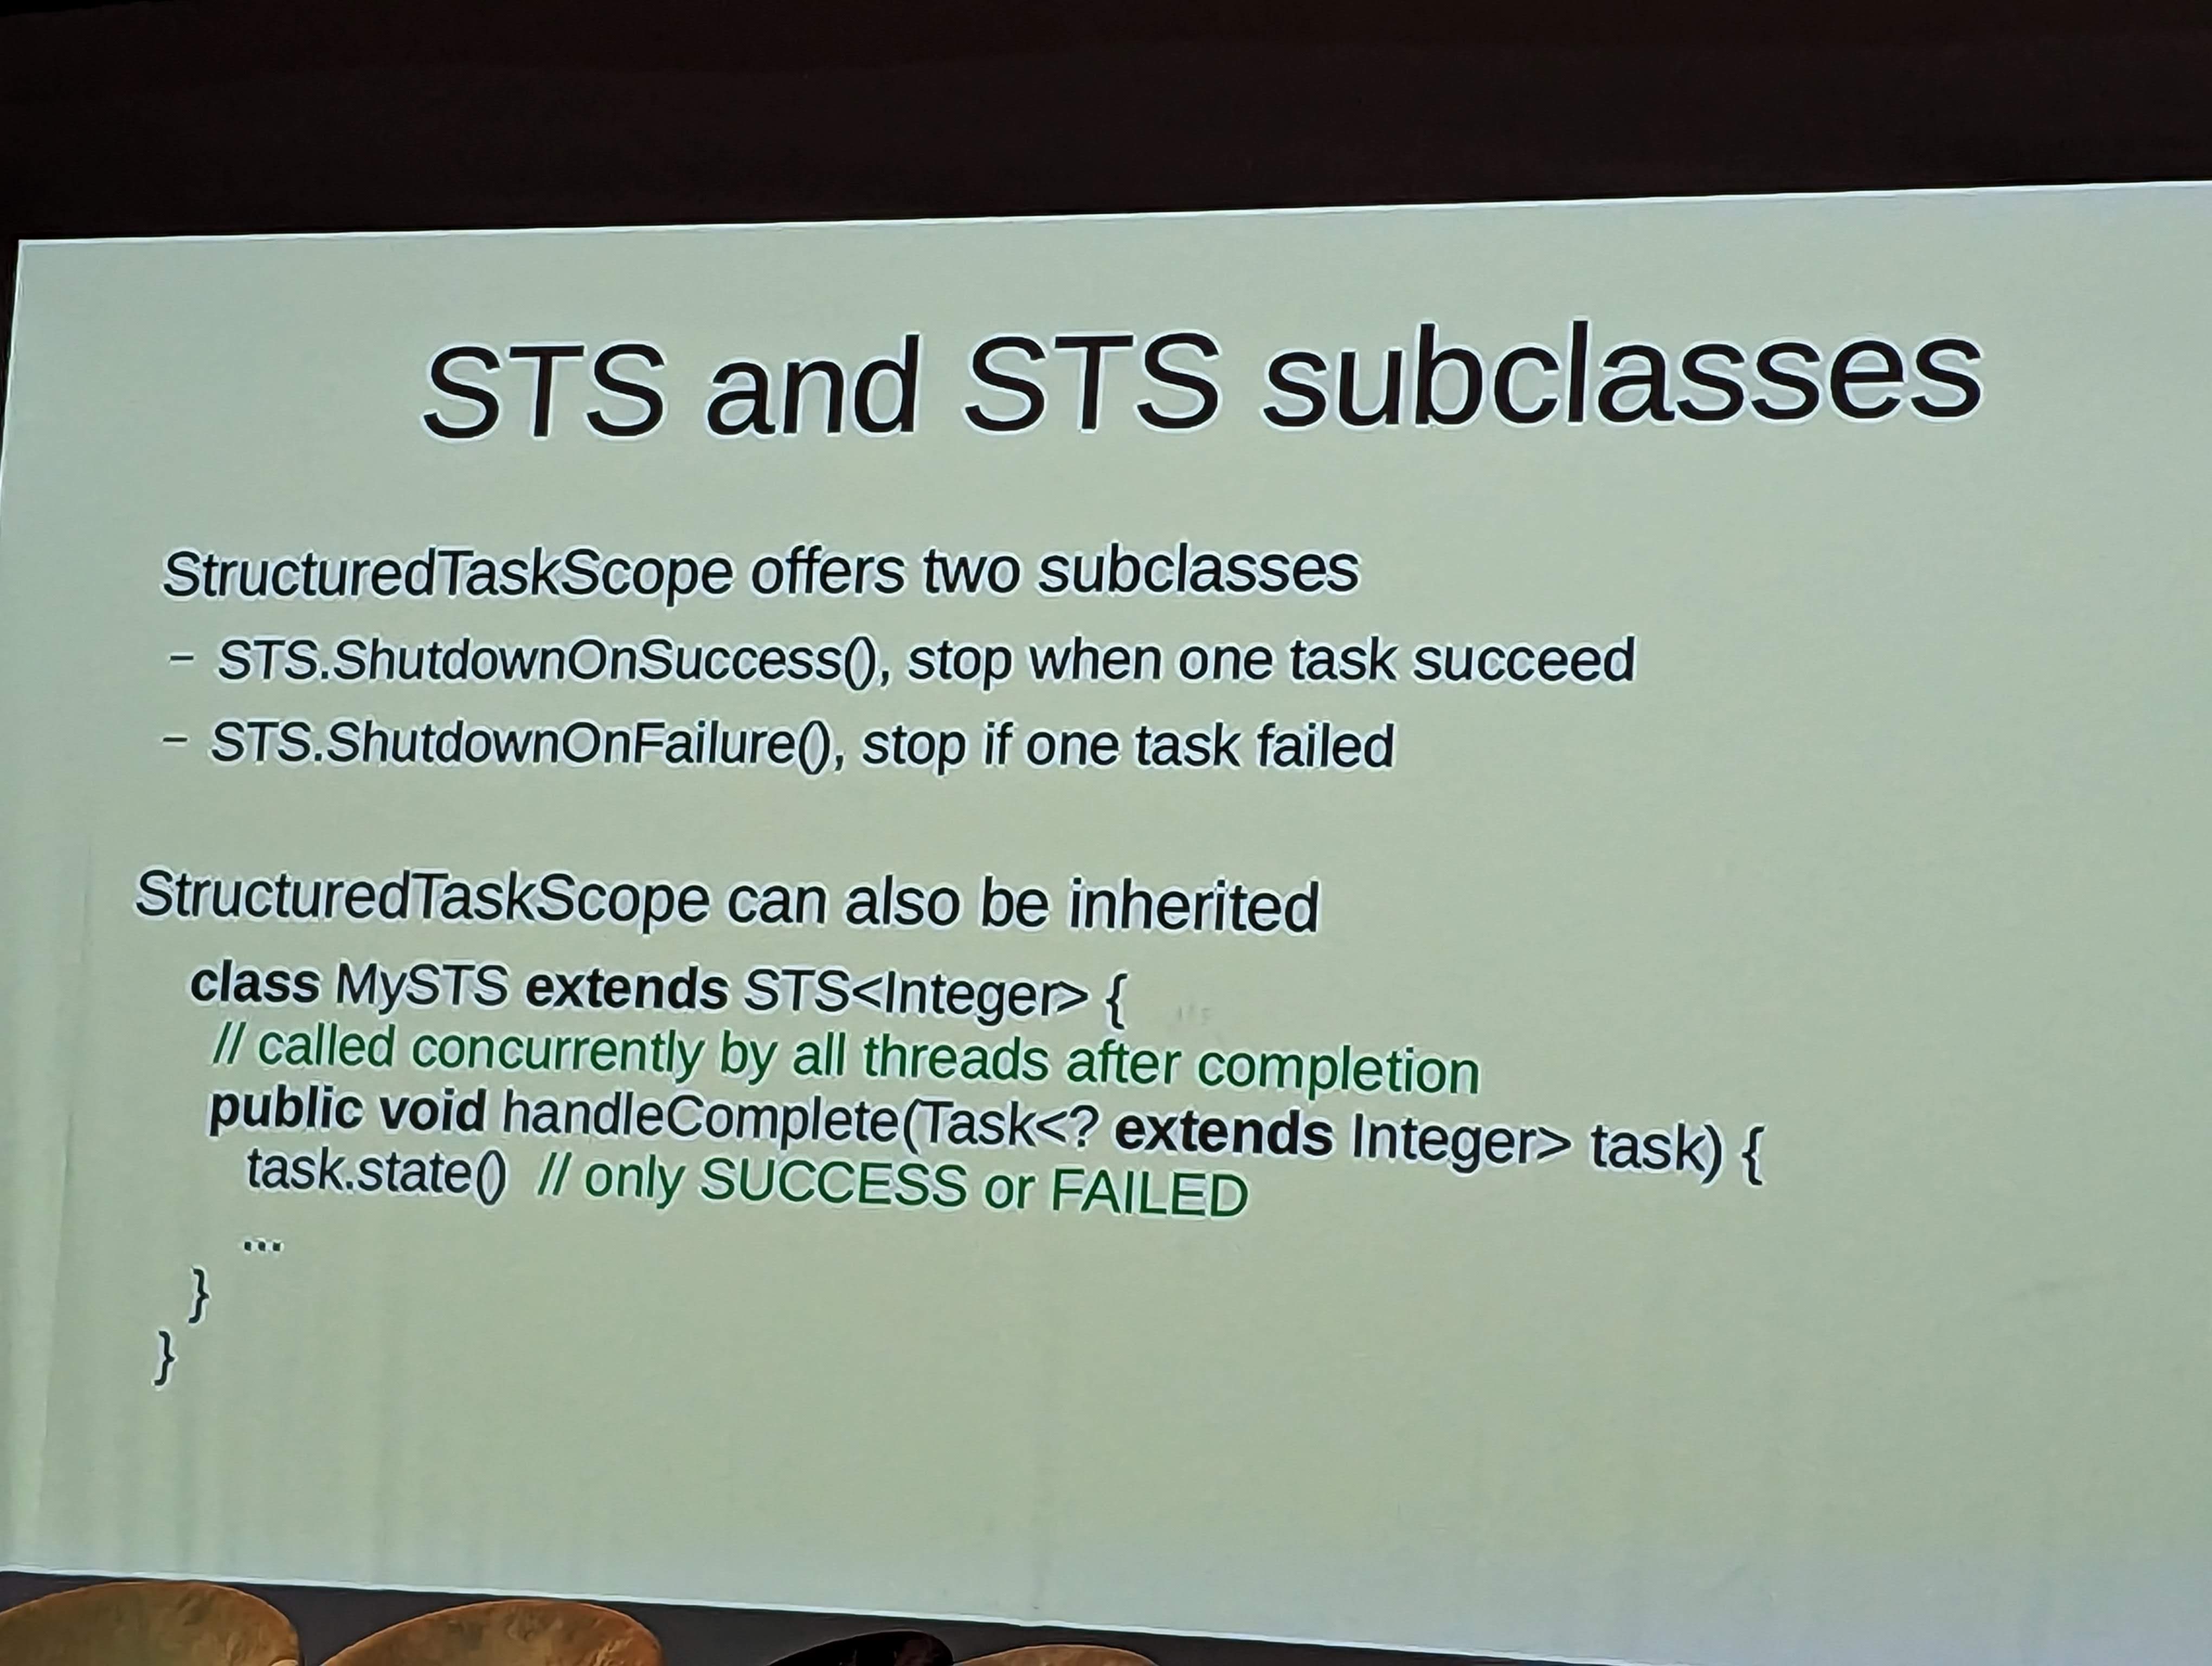 STS and STS subclasses
StructuredTaskScope offers two subclasses
– STS.ShutdownOnSuccess(), stop when one task succeed
– STS.ShutdownOnFailure(), stop if one task failed
StructuredTaskScope can also be inherited
class MySTS extends STS<Integer> {
// called concurrently by all threads after completion
public void handleComplete(Task<? extends Integer> task) {
task.state() // only SUCCESS or FAILED
...
}
}